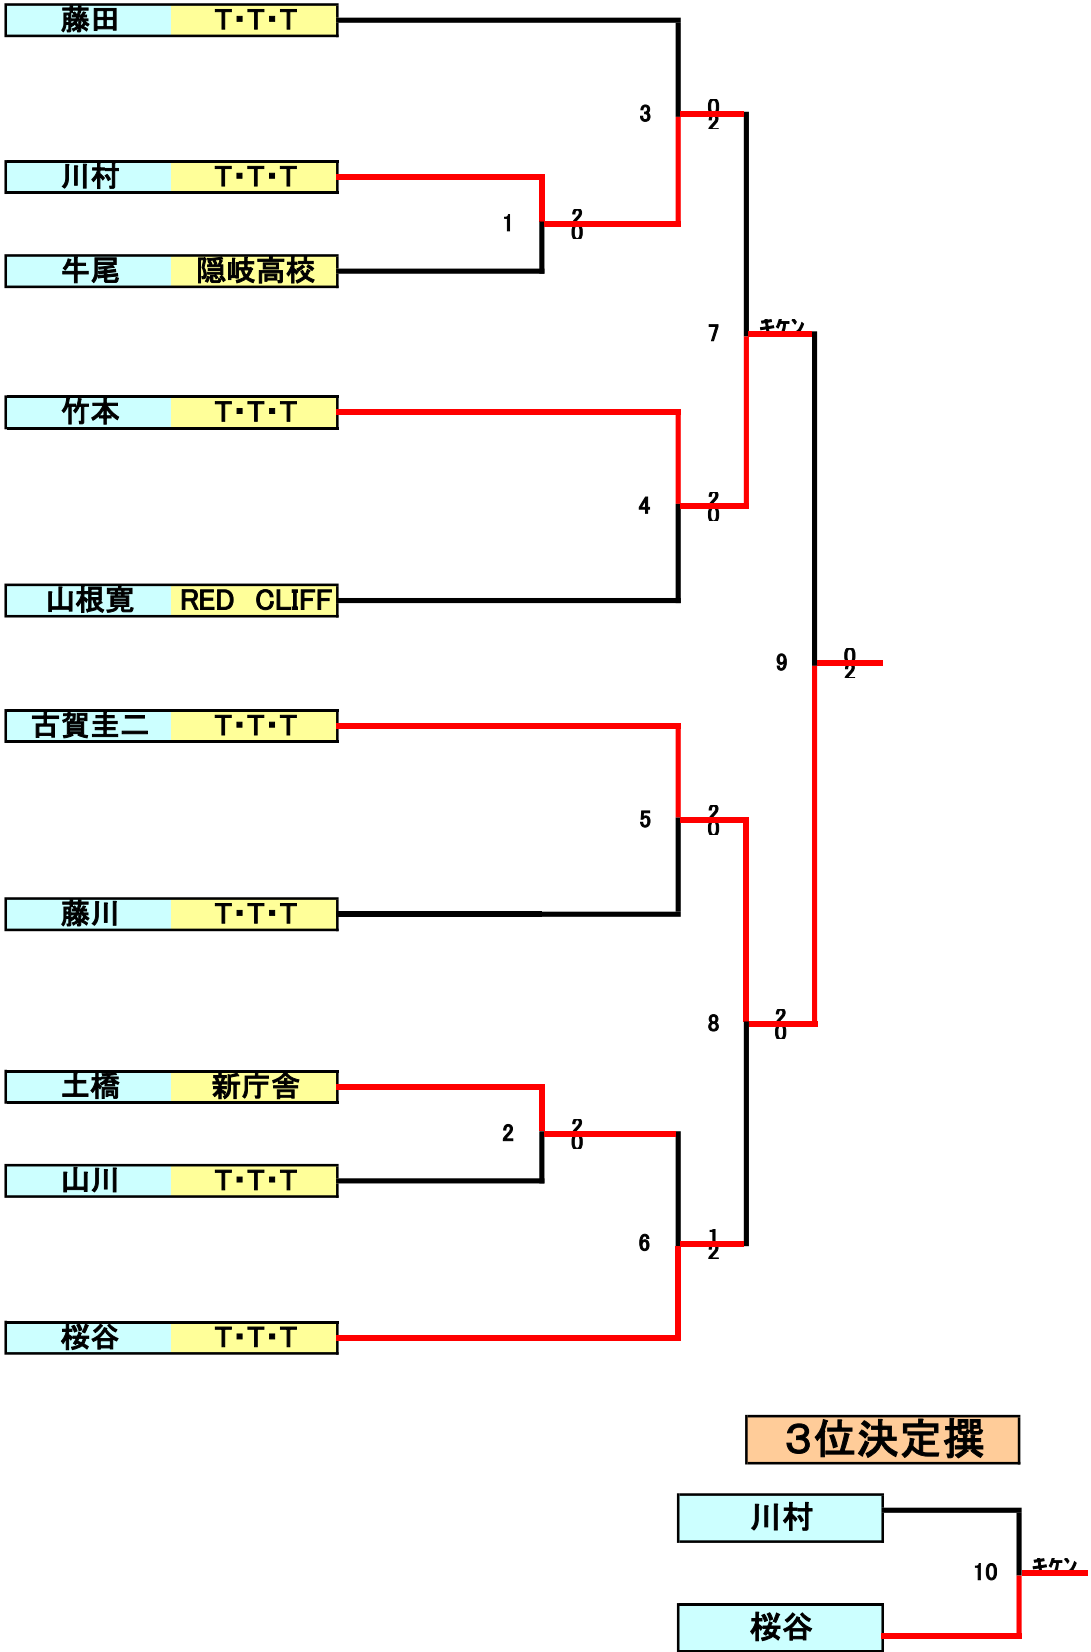 藤田 T・T・T
3 0
2
川村 T・T・T
1 2
0
牛尾 隠岐高校
7 キケン
竹本 T・T・T
4 2
0
山根寛 RED CLIFF
9 0
2
古賀圭二 T・T・T
5 2
0
藤川 T・T・T
8 2
0
土橋 新庁舎
2 2
0
山川 T・T・T
6 1
2
桜谷 T・T・T
3位決定撰
川村
10 キケン
桜谷